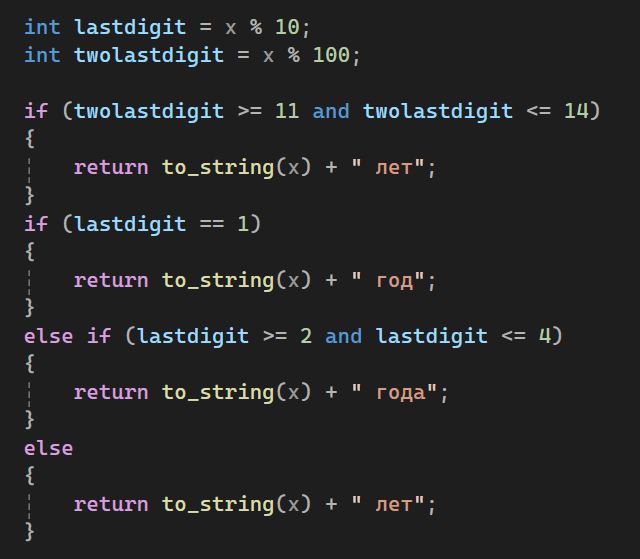 int lastdigit = x % 10;
int twolastdigit = x % 100;
if (twolastdigit >= 11 and twolastdigit <= 14)
{
return to_string(x) + " лет";
}
if (lastdigit == 1)
{
return to_string(x) + " год";
}
else if (lastdigit >= 2 and lastdigit <= 4)
{
return to_string(x) + " года";
}
else
{
return to_string(x) + " лет";
}